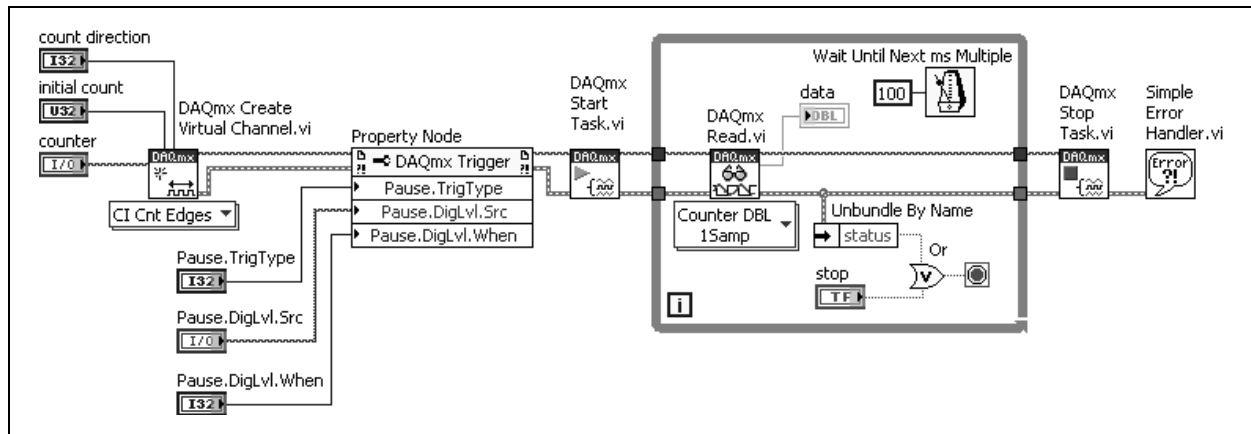 count direction
I32
initial count
U32
counter
I/O
DAQmx Create
Virtual Channel.vi
DAQmx
CI Cnt Edges
Property Node
DAQmx Trigger
Pause.TrigType
Pause.DigLvl.Src
Pause.DigLvl.When
Pause.TrigType
I32
Pause.DigLvl.Src
I/O
Pause.DigLvl.When
I32
DAQmx
Start
Task.vi
DAQmx
DAQmx
Read.vi
DAQmx
Counter DBL
1Samp
data
DBL
Wait Until Next ms Multiple
100
Unbundle By Name
status
Or
V
stop
TF
i
DAQmx
Stop
Task.vi
DAQmx
Simple
Error
Handler.vi
Error
?!